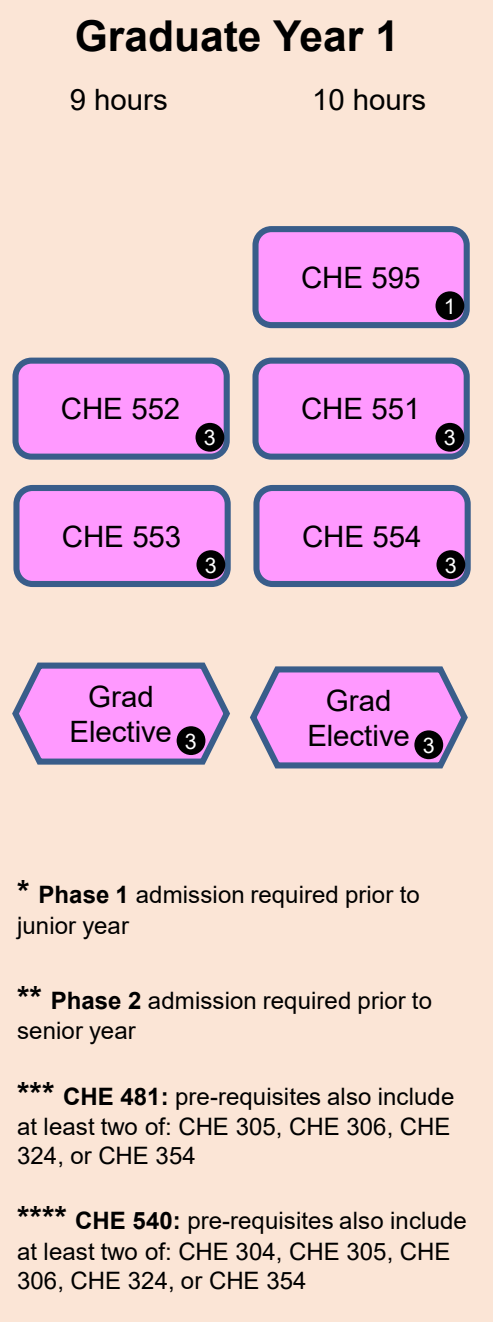 Graduate Year 1
9 hours 10 hours
CHE 595
1
CHE 552
3
CHE 551
3
CHE 553
3
CHE 554
3
Grad
Elective
3
Grad
Elective
3
* Phase 1 admission required prior to
junior year
** Phase 2 admission required prior to
senior year
*** CHE 481: pre-requisites also include
at least two of: CHE 305, CHE 306, CHE
324, or CHE 354
**** CHE 540: pre-requisites also include
at least two of: CHE 304, CHE 305, CHE
306, CHE 324, or CHE 354